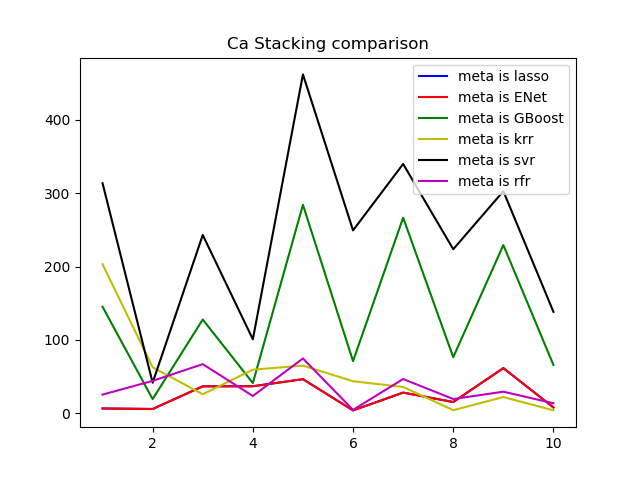 Ca Stacking comparison
meta is lasso
meta is ENet
meta is GBoost
meta is krr
meta is svr
meta is rfr
400
300
200
100
0
2 4 6 8 10